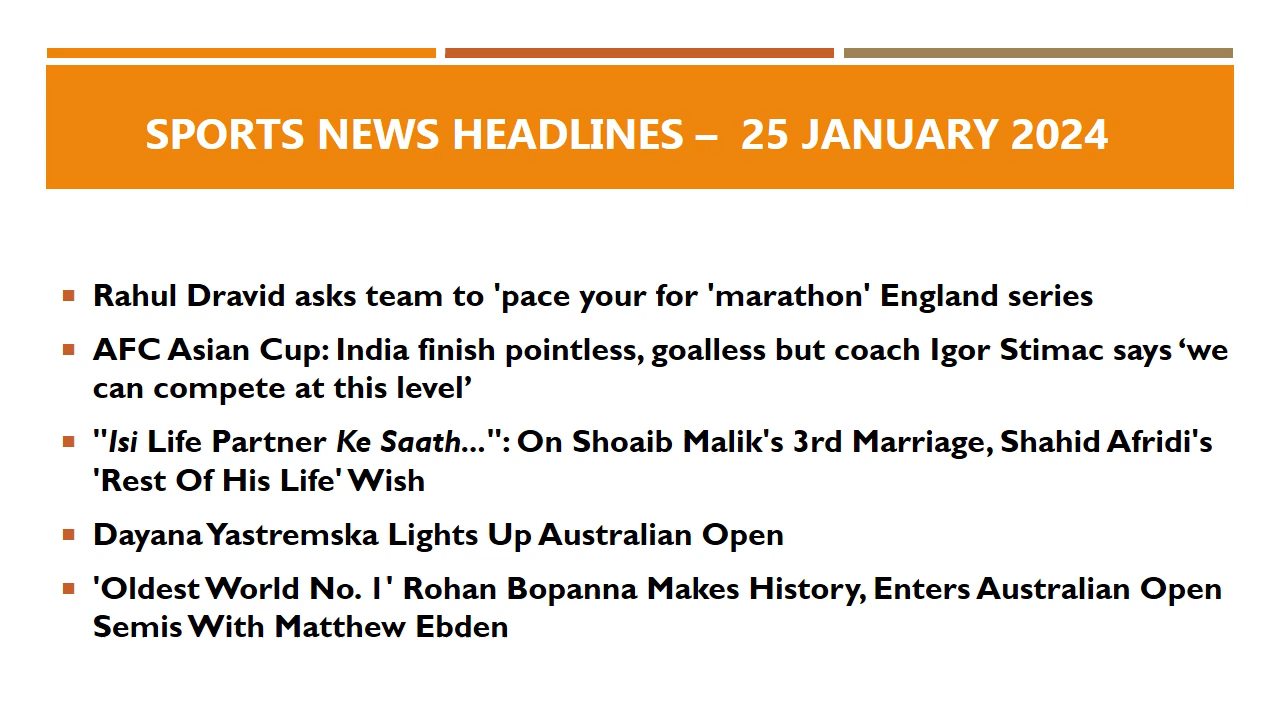 SPORTS NEWS HEADLINES –  25 JANUARY 2024
Rahul Dravid asks team to 'pace your for 'marathon' England series
AFC Asian Cup: India finish pointless, goalless but coach Igor Stimac says ‘we
can compete at this level’
"Isi Life Partner Ke Saath...": On Shoaib Malik's 3rd Marriage, Shahid Afridi's
'Rest Of His Life' Wish
Dayana Yastremska Lights Up Australian Open
'Oldest World No. 1' Rohan Bopanna Makes History, Enters Australian Open
Semis With Matthew Ebden